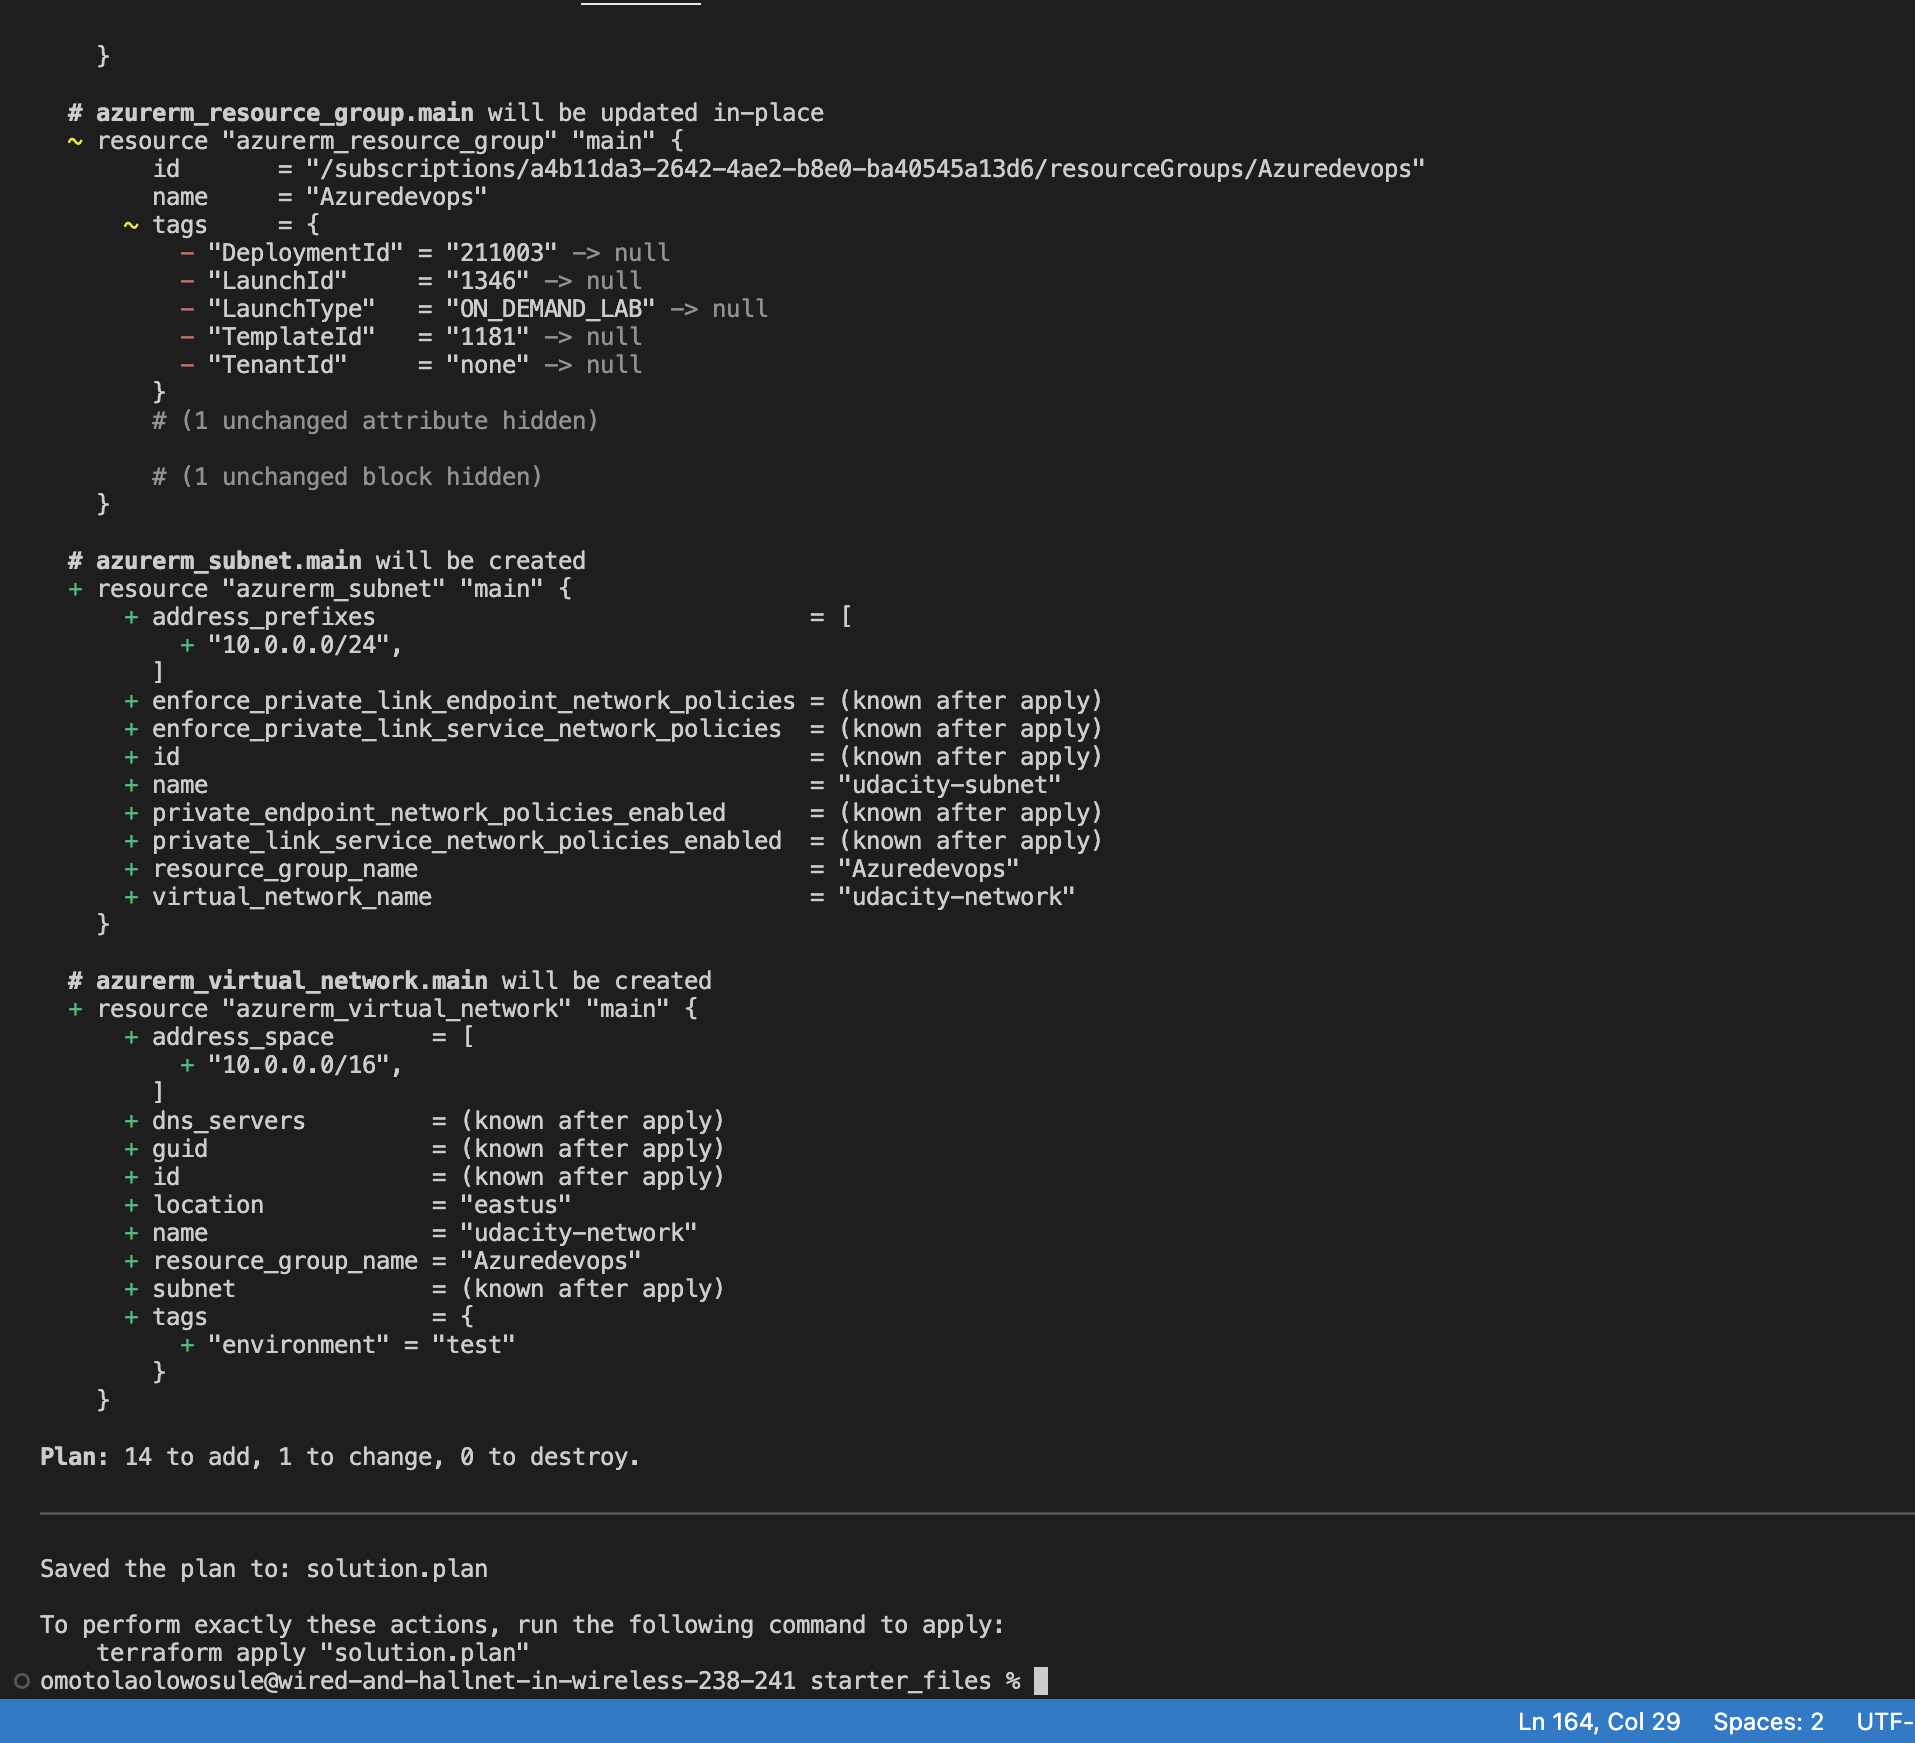 }
# azurerm_resource_group.main will be updated in-place
~ resource "azurerm_resource_group" "main" {
id = "/subscriptions/a4b11da3-2642-4ae2-b8e0-ba40545a13d6/resourceGroups/Azuredevops"
name = "Azuredevops"
~ tags = {
- "DeploymentId" = "211003" -> null
- "LaunchId" = "1346" -> null
- "LaunchType" = "ON_DEMAND_LAB" -> null
- "TemplateId" = "1181" -> null
- "TenantId" = "none" -> null
}
# (1 unchanged attribute hidden)
# (1 unchanged block hidden)
}
# azurerm_subnet.main will be created
+ resource "azurerm_subnet" "main" {
+ address_prefixes = [
+ "10.0.0.0/24",
]
+ enforce_private_link_endpoint_network_policies = (known after apply)
+ enforce_private_link_service_network_policies = (known after apply)
+ id = (known after apply)
+ name = "udacity-subnet"
+ private_endpoint_network_policies_enabled = (known after apply)
+ private_link_service_network_policies_enabled = (known after apply)
+ resource_group_name = "Azuredevops"
+ virtual_network_name = "udacity-network"
}
# azurerm_virtual_network.main will be created
+ resource "azurerm_virtual_network" "main" {
+ address_space = [
+ "10.0.0.0/16",
]
+ dns_servers = (known after apply)
+ guid = (known after apply)
+ id = (known after apply)
+ location = "eastus"
+ name = "udacity-network"
+ resource_group_name = "Azuredevops"
+ subnet = (known after apply)
+ tags = {
+ "environment" = "test"
}
}
Plan: 14 to add, 1 to change, 0 to destroy.
Saved the plan to: solution.plan
To perform exactly these actions, run the following command to apply:
terraform apply "solution.plan"
omotolaolowosule@wired-and-hallnet-in-wireless-238-241 starter_files %
Ln 164, Col 29 Spaces: 2 UTF-